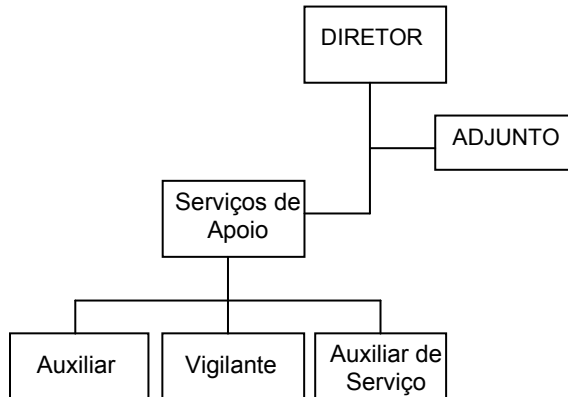 DIRETOR
ADJUNTO
Serviços de
Apoio
Auxiliar
Vigilante
Auxiliar de
Serviço